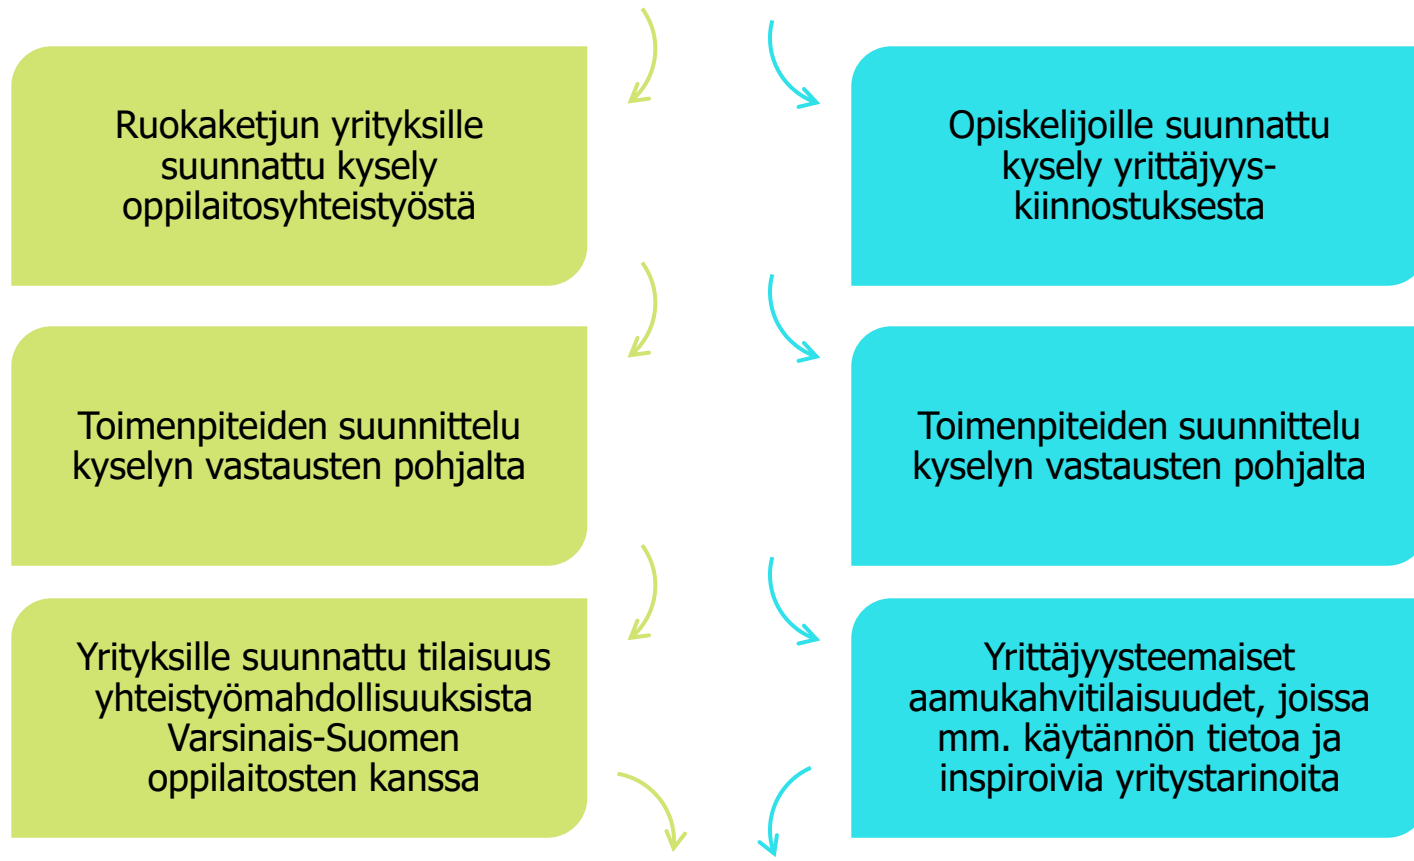 Ruokaketjun yrityksille
suunnattu kysely
oppilaitosyhteistyöstä
Opiskelijoille suunnattu
kysely yrittäjyys-
kiinnostuksesta
Toimenpiteiden suunnittelu
kyselyn vastausten pohjalta
Toimenpiteiden suunnittelu
kyselyn vastausten pohjalta
Yrityksille suunnattu tilaisuus
yhteistyömahdollisuuksista
Varsinais-Suomen
oppilaitosten kanssa
Yrittäjyysteemaiset
aamukahvitilaisuudet, joissa
mm. käytännön tietoa ja
inspiroivia yritystarinoita